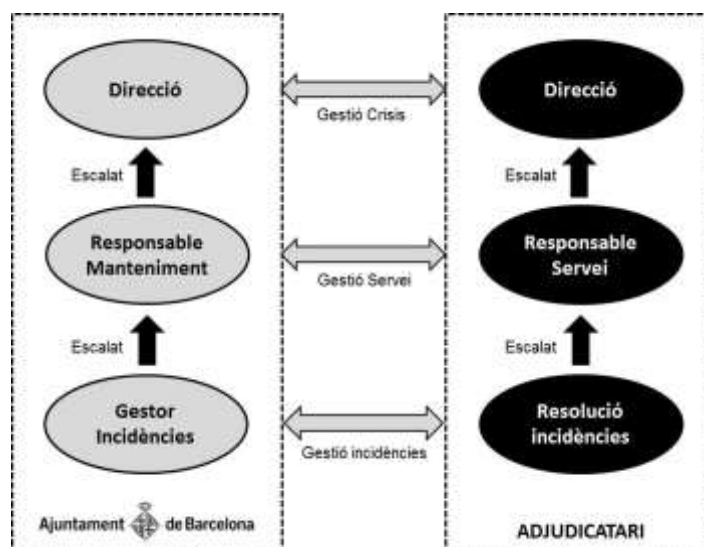 Direcció
Gestió Crisis
Direcció
Escalat
Escalat
Responsable
Manteniment
Gestió Servei
Responsable
Servei
Escalat
Escalat
Gestor
Incidències
Gestió incidències
Resolució
incidències
Ajuntament de Barcelona
ADJUDICATARI